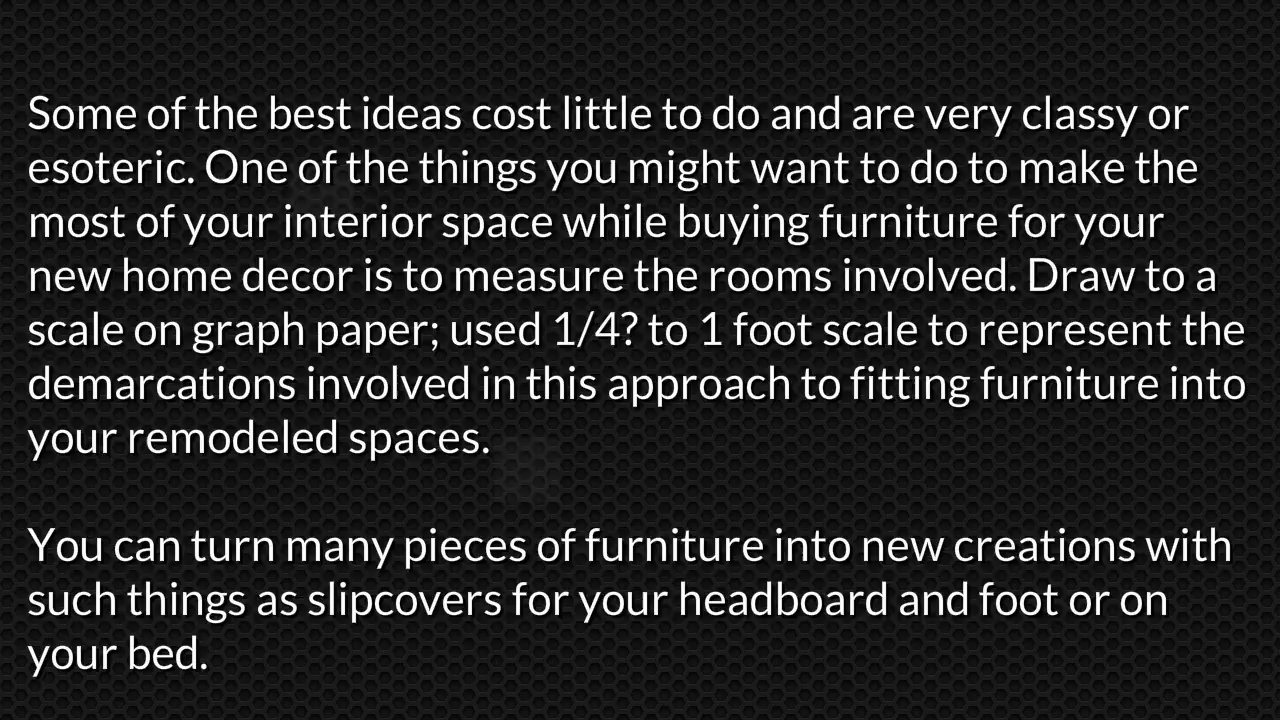 Some of the best ideas cost little to do and are very classy or
esoteric. One of the things you might want to do to make the
most of your interior space while buying furniture for your
new home decor is to measure the rooms involved. Draw to a
scale on graph paper; used 1/4? to 1 foot scale to represent the
demarcations involved in this approach to fitting furniture into
your remodeled spaces.
You can turn many pieces of furniture into new creations with
such things as slipcovers for your headboard and foot or on
your bed.